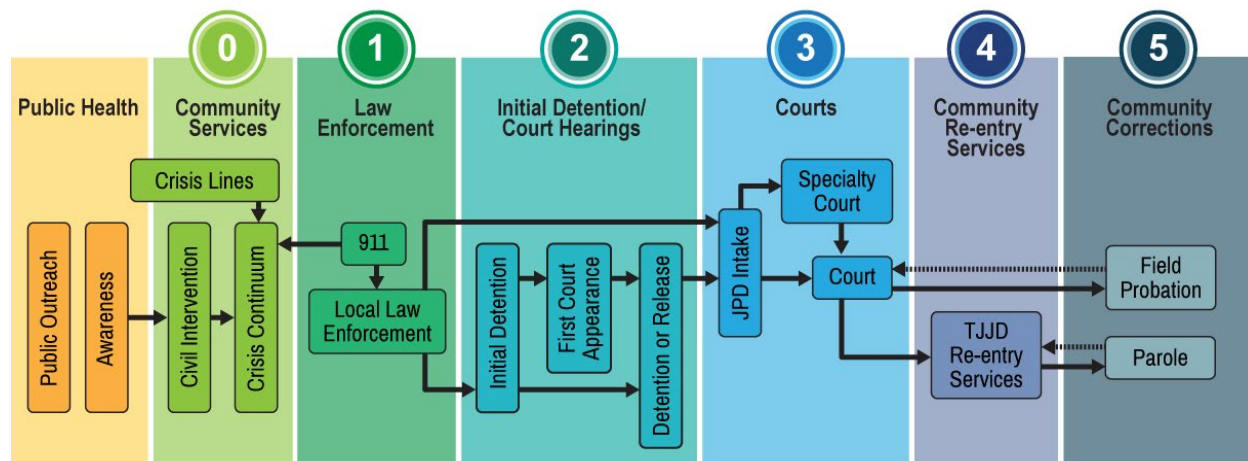 0
1
2
3
4
5
Public Health
Community
Services
Law
Enforcement
Initial Detention/
Court Hearings
Courts
Community
Re-entry
Services
Community
Corrections
Public Outreach
Awareness
Crisis Lines
Civil Intervention
Crisis Continuum
911
Local Law
Enforcement
Initial Detention
First Court
Appearance
Detention or Release
JPD Intake
Specialty
Court
Court
TJJD
Re-entry
Services
Field
Probation
Parole